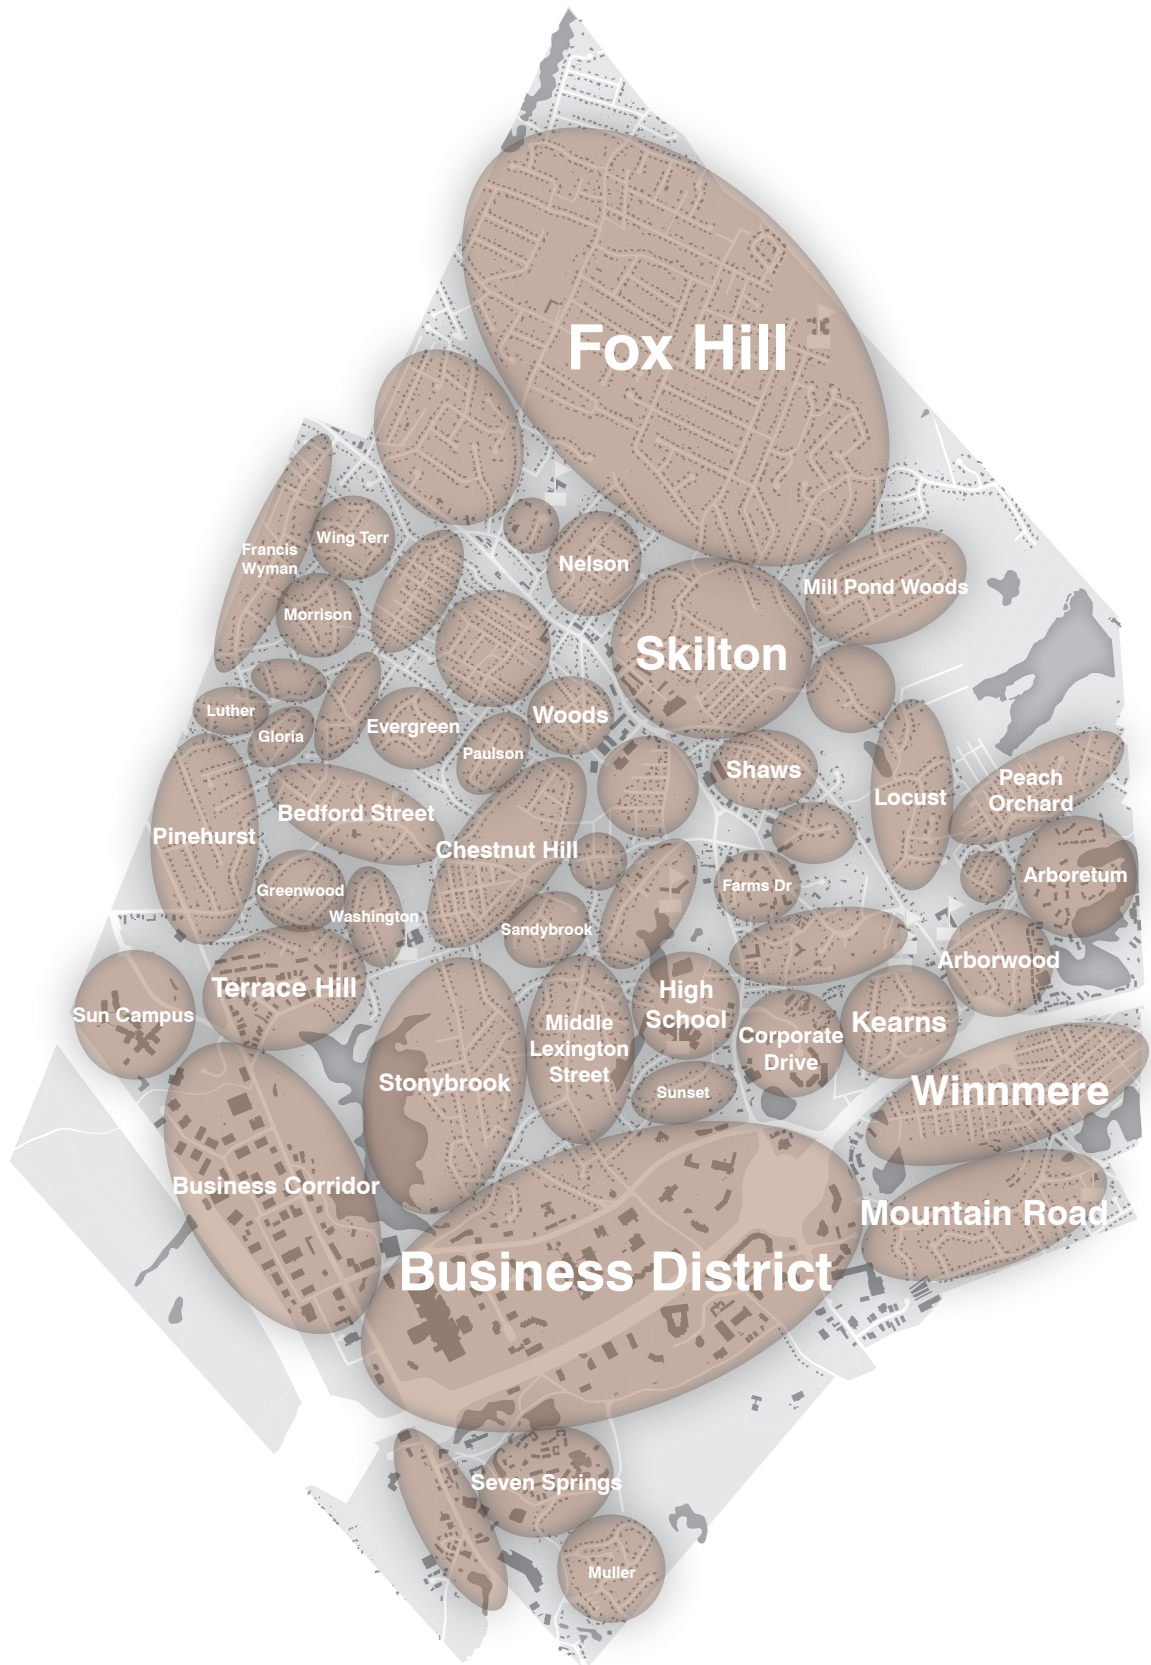 Fox Hill
Francis
Wyman
Wing Terr
Nelson
Mill Pond Woods
Morrison
Skilton
Luther
Gloria
Evergreen
Woods
Paulson
Shaws
Peach
Orchard
Locust
Bedford Street
Pinehurst
Chestnut Hill
Greenwood
Washington
Farms Dr
Arboretum
Sandybrook
Arborwood
Terrace Hill
Sun Campus
High
School
Middle
Lexington
Street
Corporate
Drive
Kearns
Stonybrook
Sunset
Winnmere
Business Corridor
Mountain Road
Business District
Seven Springs
Muller